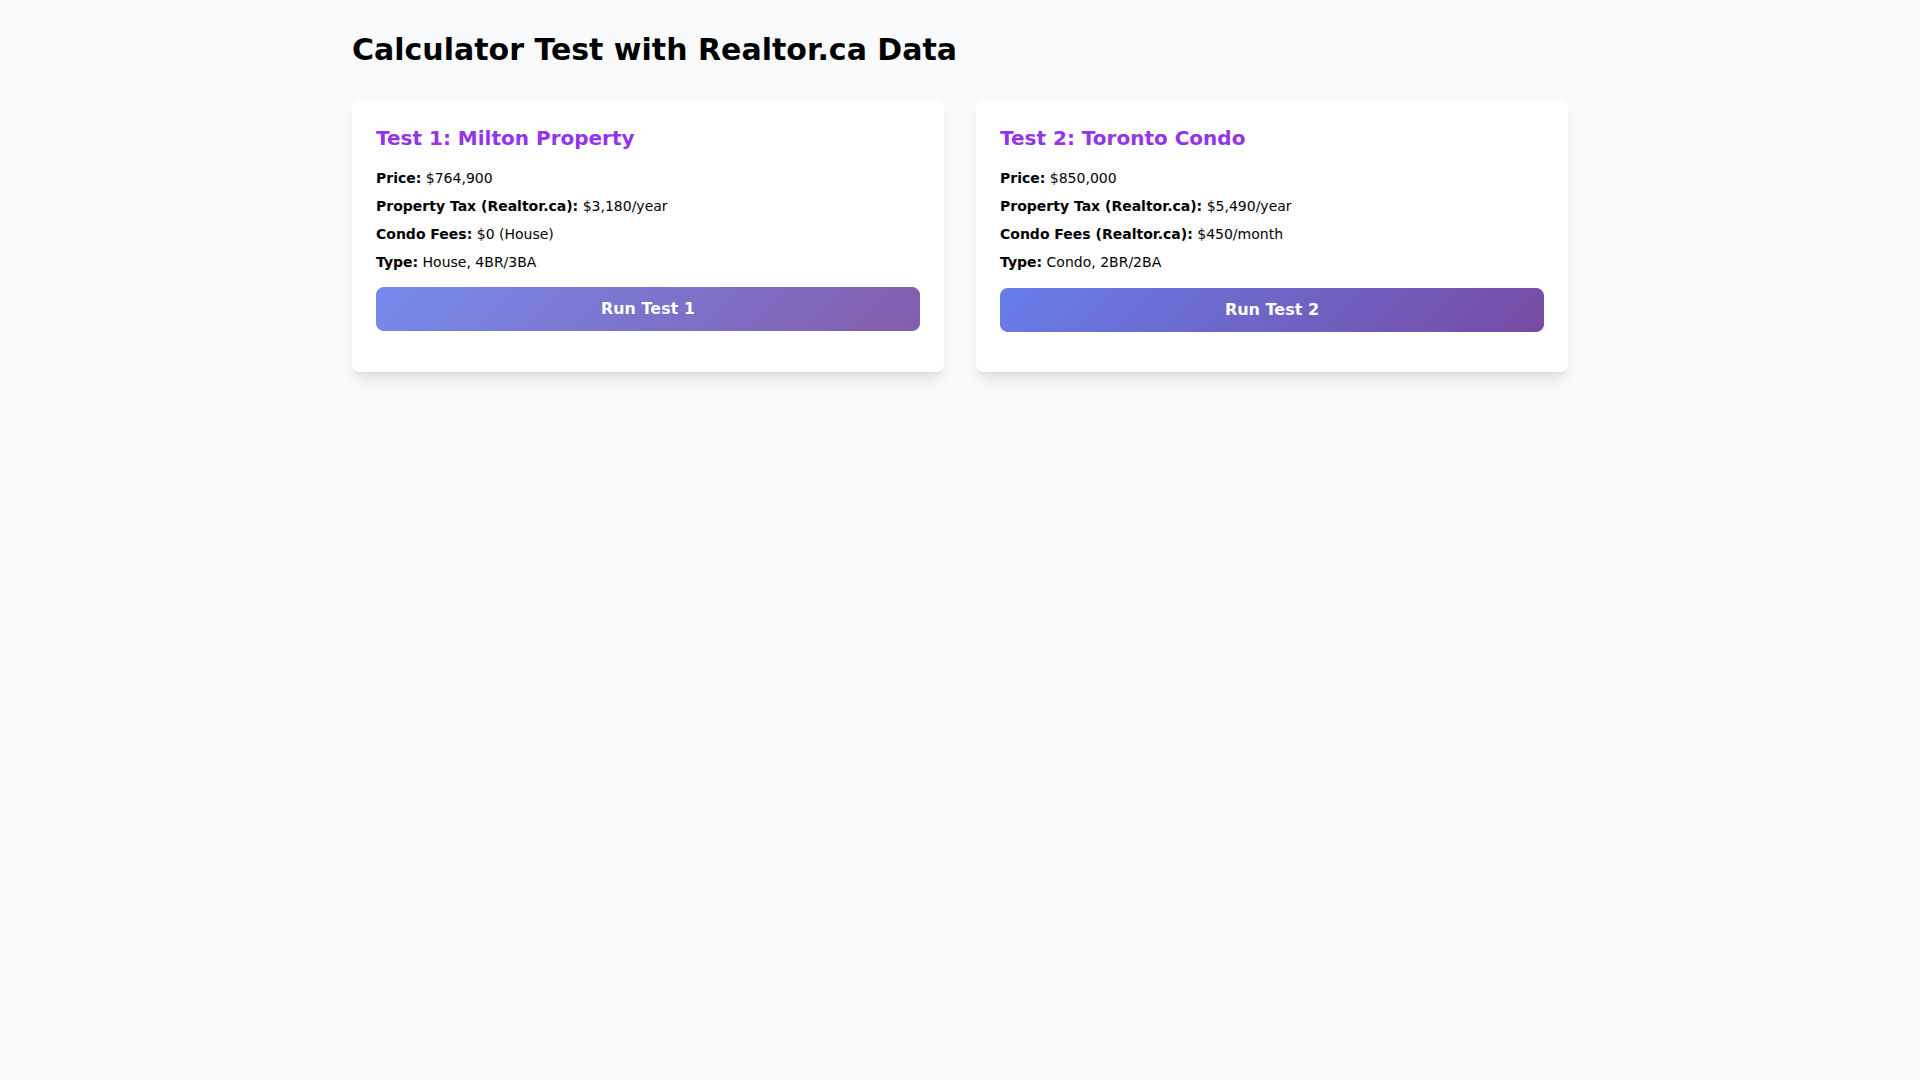 Calculator Test with Realtor.ca Data
Test 1: Milton Property
Price: $764,900
Property Tax (Realtor.ca): $3,180/year
Condo Fees: $0 (House)
Type: House, 4BR/3BA
Run Test 1
Test 2: Toronto Condo
Price: $850,000
Property Tax (Realtor.ca): $5,490/year
Condo Fees (Realtor.ca): $450/month
Type: Condo, 2BR/2BA
Run Test 2